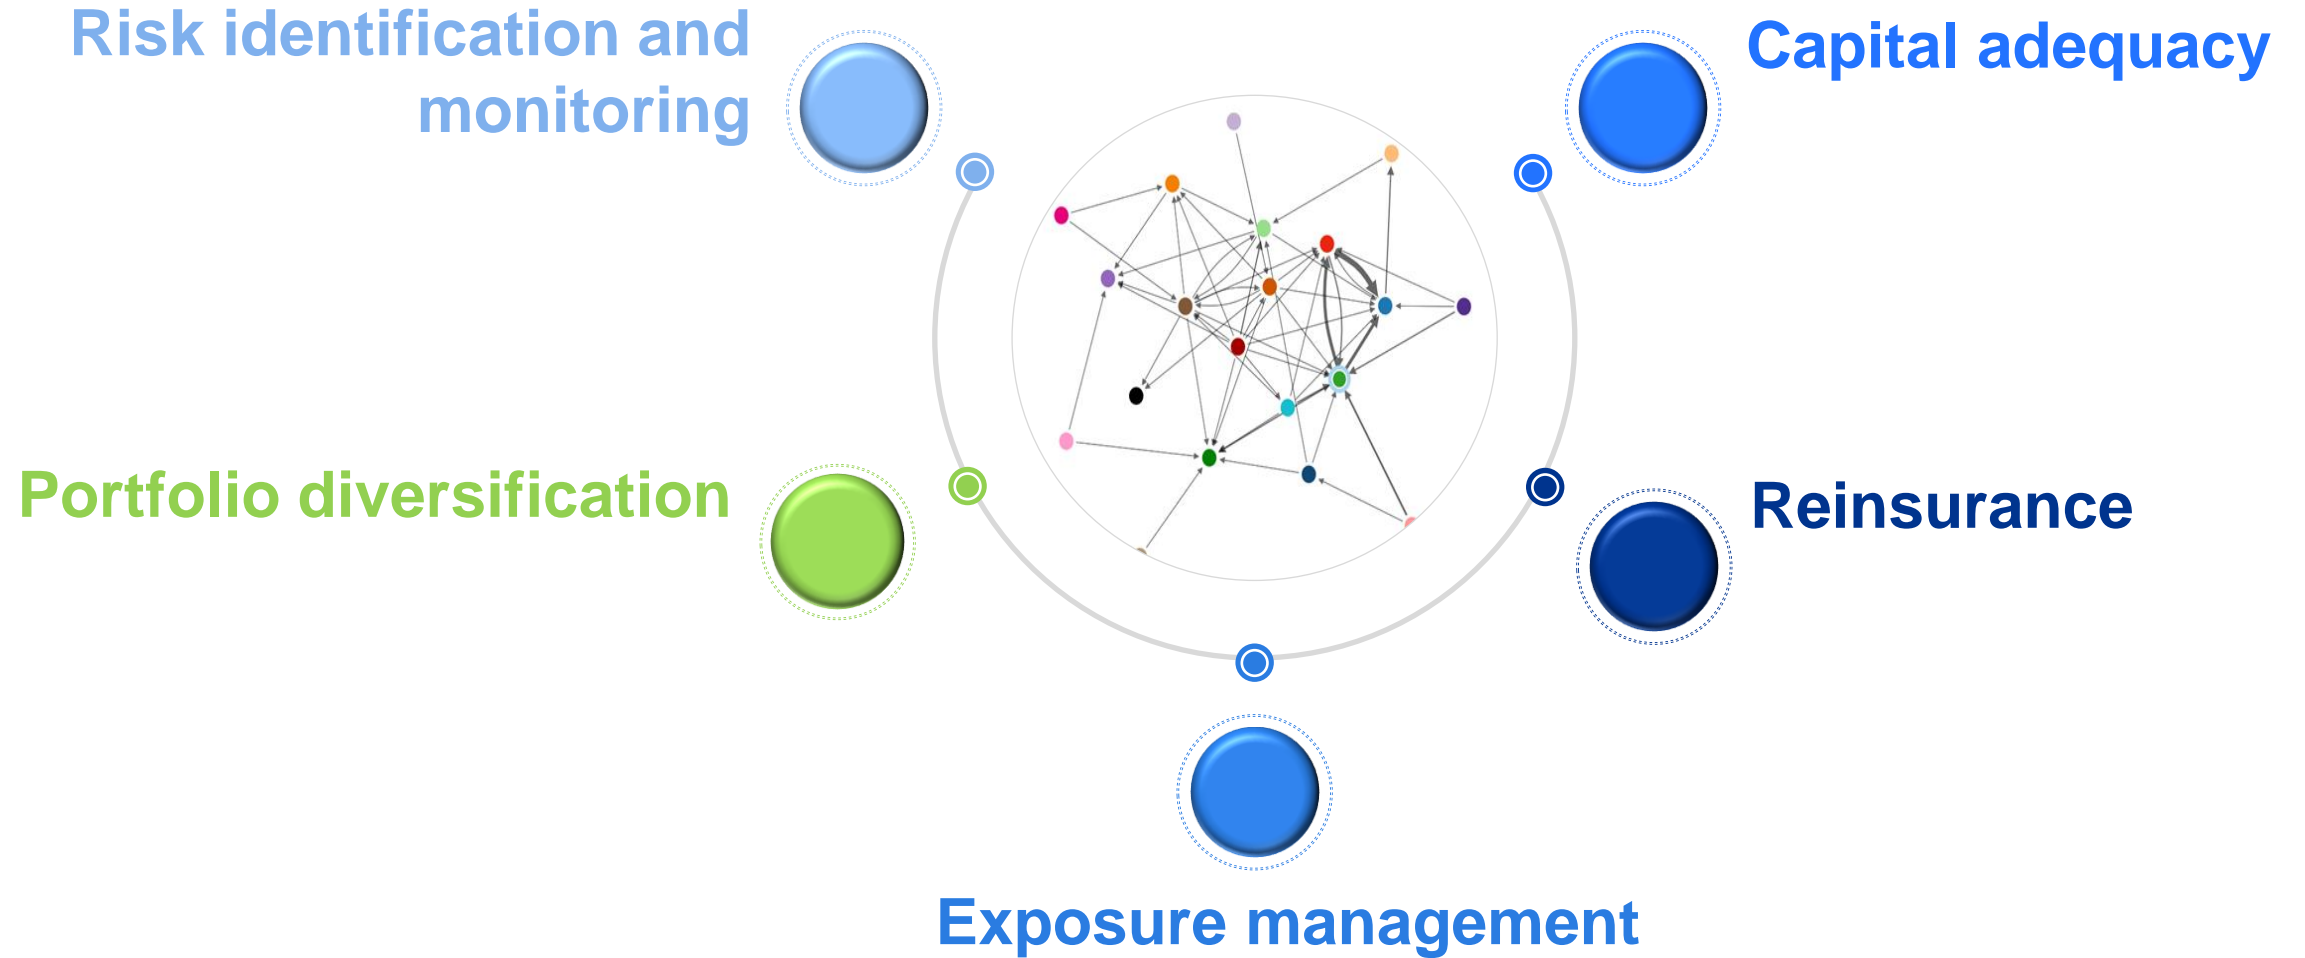 Risk identification and
monitoring
Capital adequacy
Portfolio diversification
Reinsurance
Exposure management